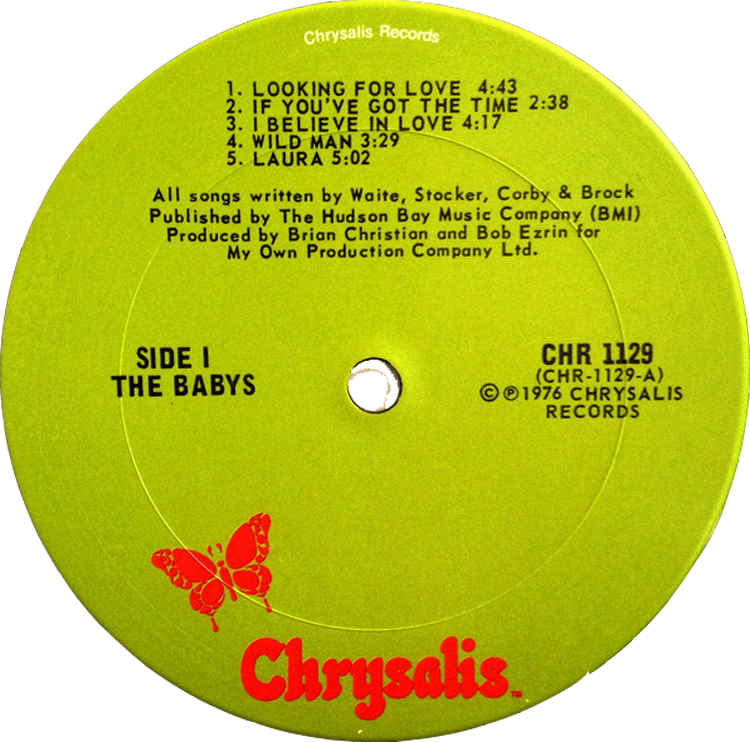 Chrysalis Records
1. LOOKING FOR LOVE 4:43
2. IF YOU'VE GOT THE TIME 2:38
3. I BELIEVE IN LOVE 4:17
4. WILD MAN 3:29
5. LAURA 5:02
All songs written by Waite, Stocker, Corby & Brock
Published by The Hudson Bay Music Company (BMI)
Produced by Brian Christian and Bob Ezrin for
My Own Production Company Ltd.
SIDE I
THE BABYS
CHR 1129
(CHR-1129-A)
©℗1976 CHRYSALIS
RECORDS
Chrysalis™